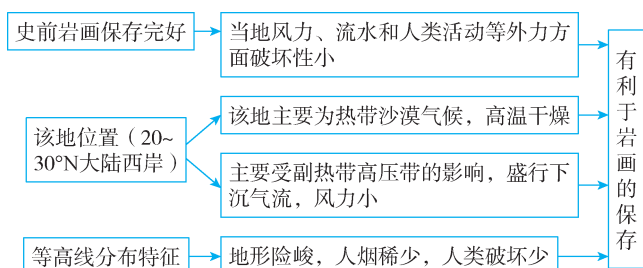 史前岩画保存完好
当地风力、流水和人类活动等外力方
面破坏性小
该地位置（20~
30°N大陆西岸）
该地主要为热带沙漠气候，高温干燥
主要受副热带高压带的影响，盛行下
沉气流，风力小
等高线分布特征
地形险峻，人烟稀少，人类破坏少
有
利
于
岩
画
的
保
存